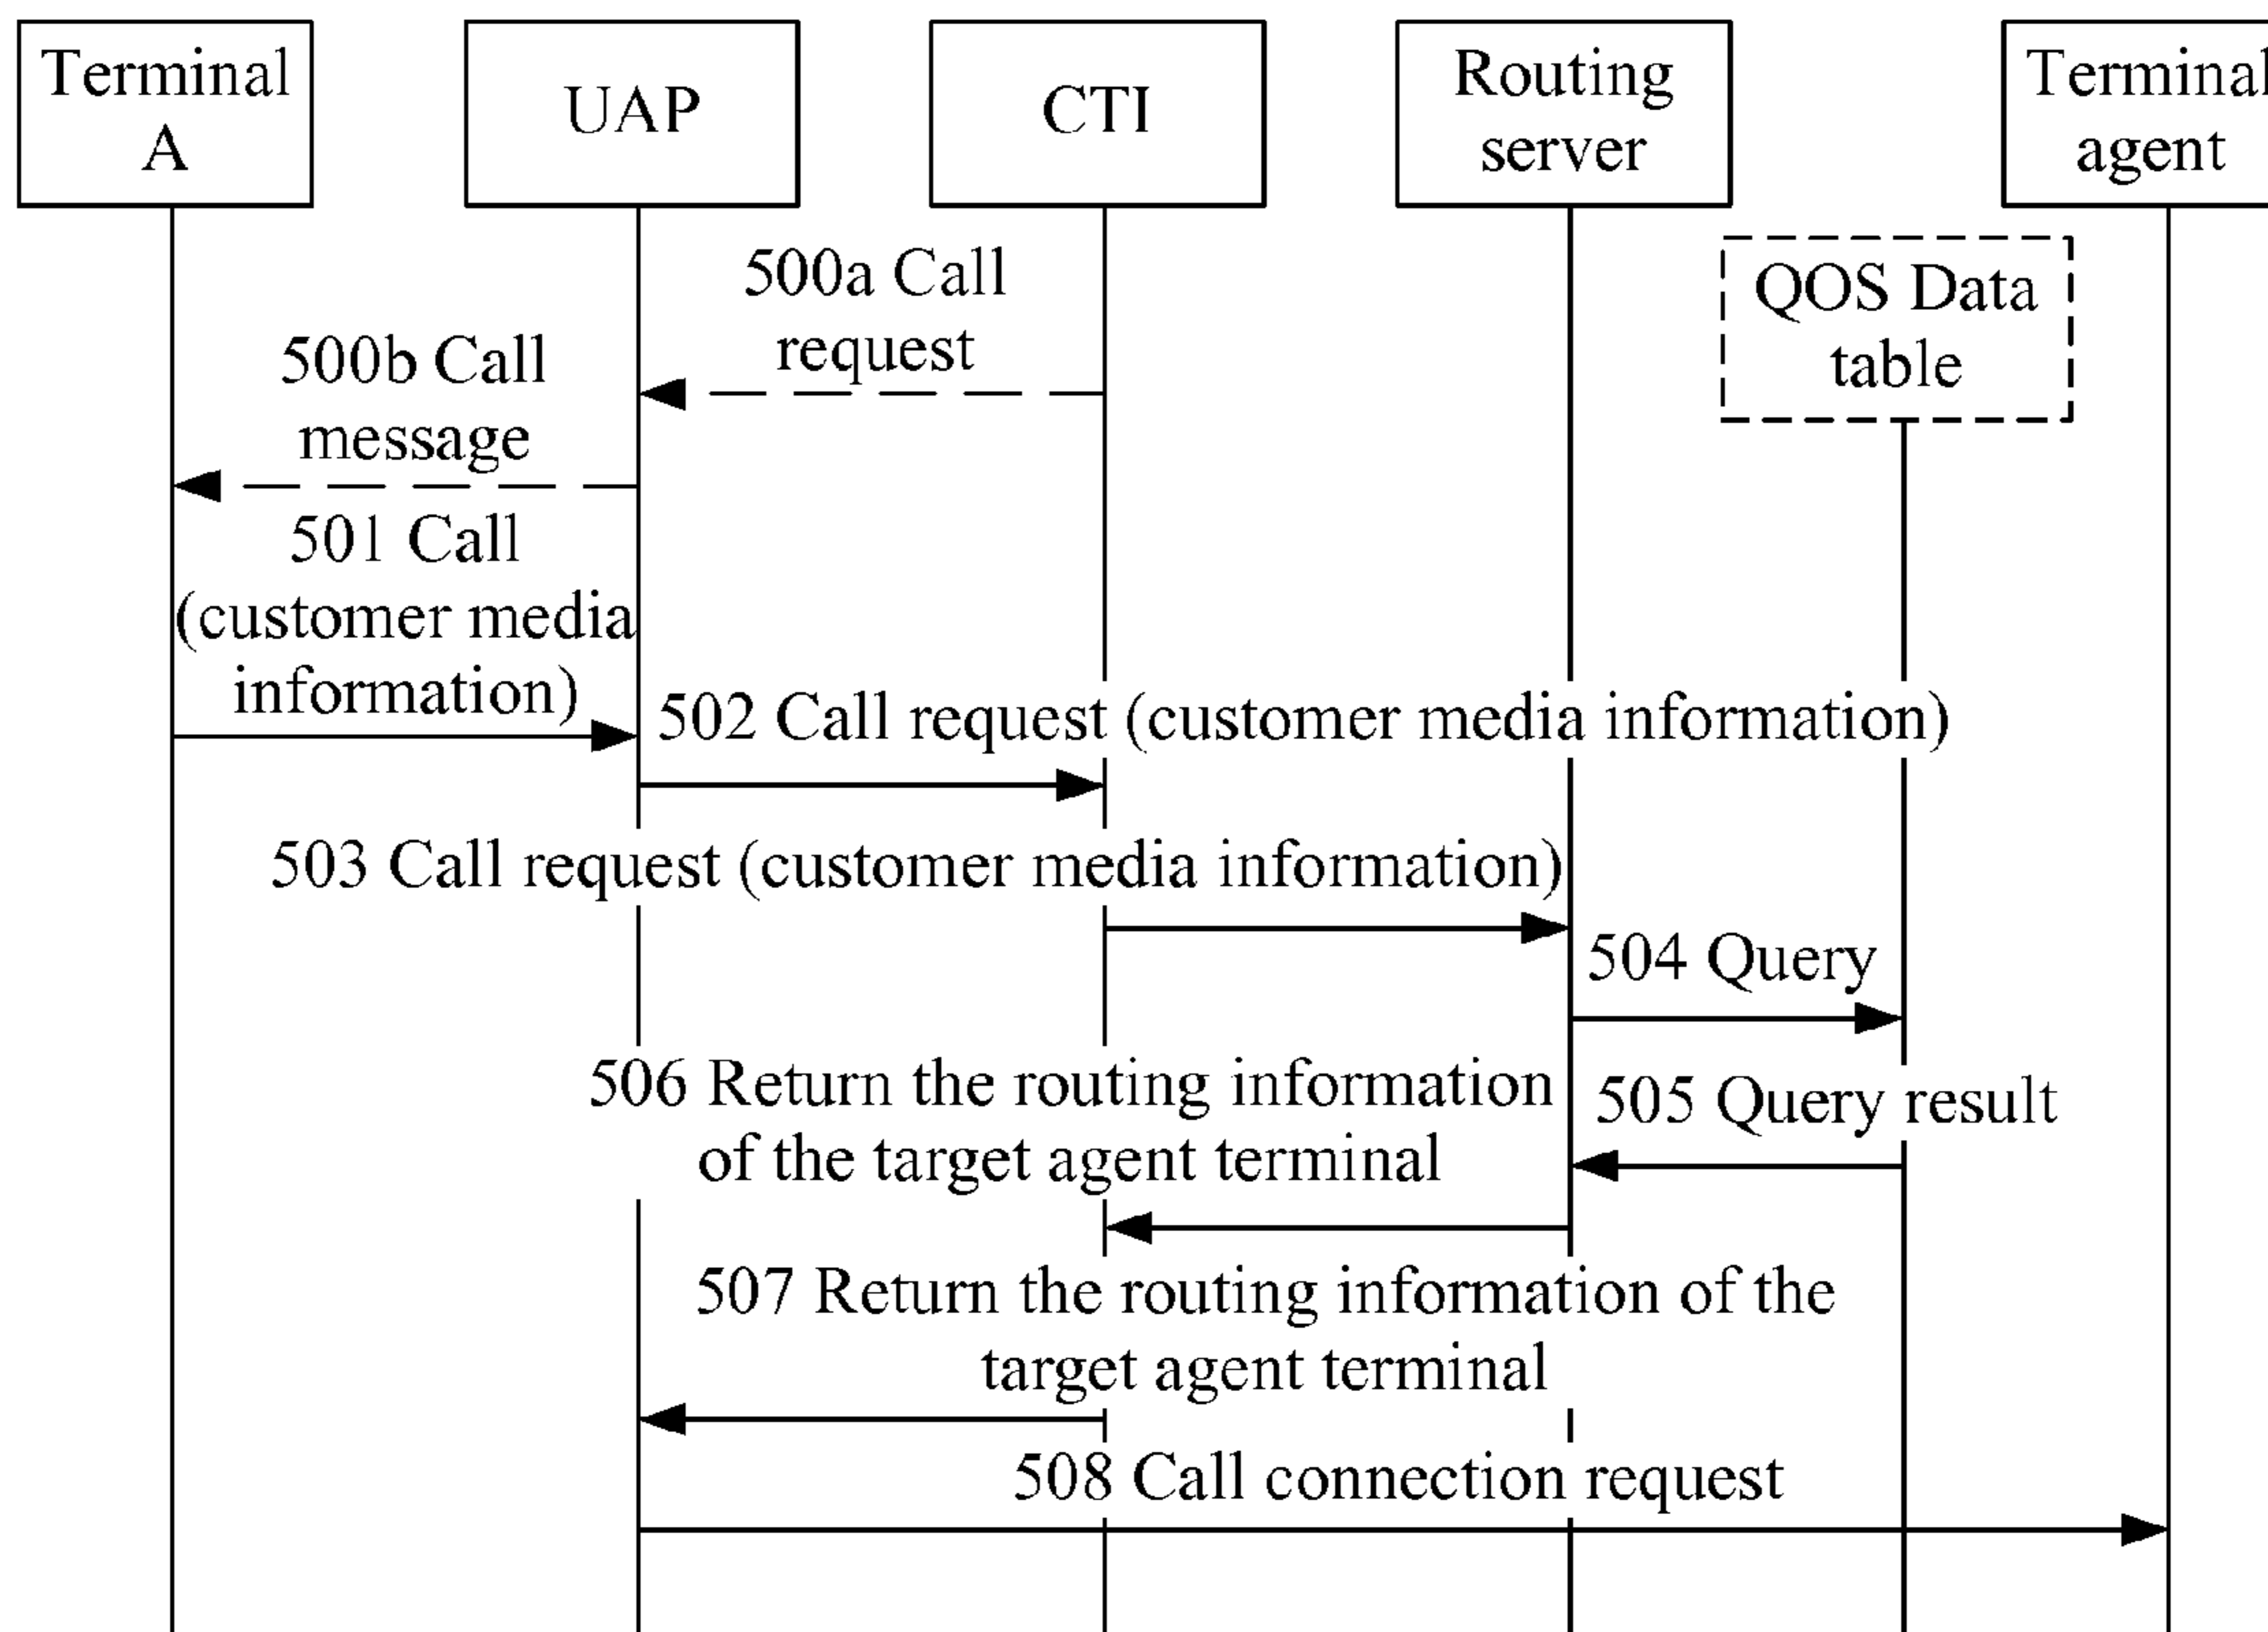 Terminal
A
UAP
CTI
Routing
server
Terminal
agent
QOS Data
table
500a Call
request
500b Call
message
501 Call
(customer media
information)
502 Call request (customer media information)
503 Call request (customer media information)
504 Query
505 Query result
506 Return the routing information
of the target agent terminal
507 Return the routing information of the
target agent terminal
508 Call connection request